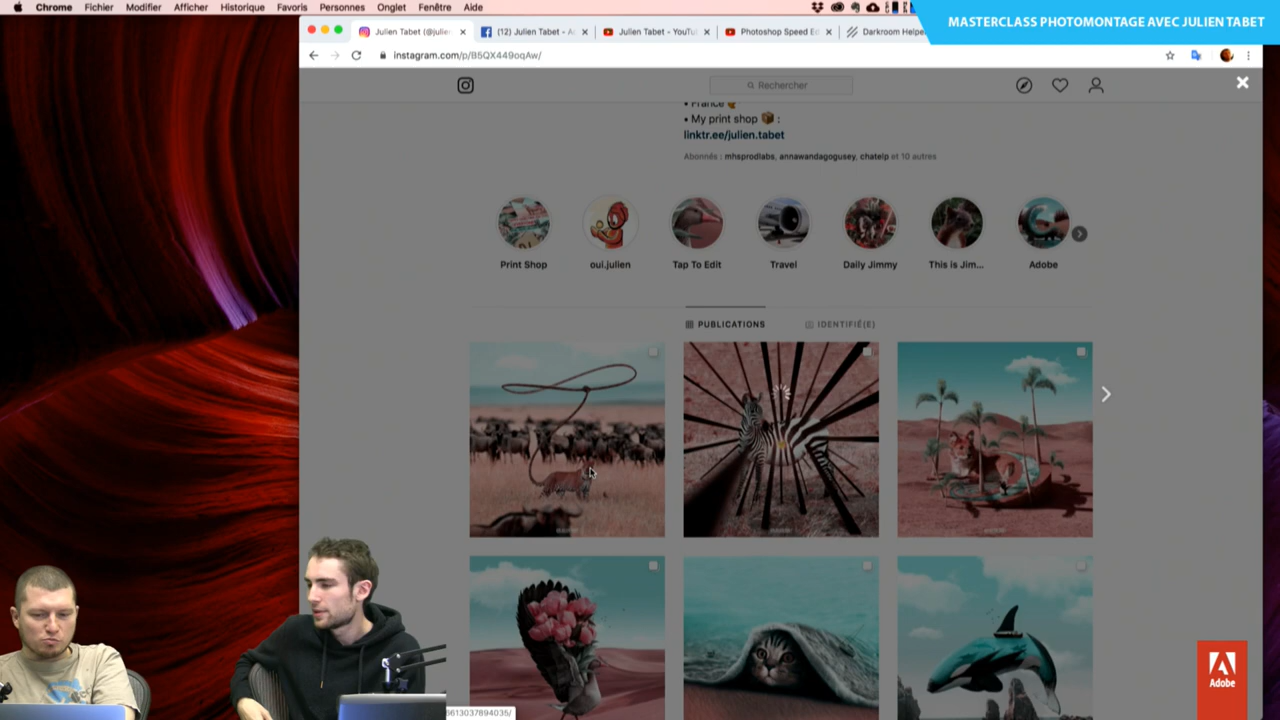 Chrome Fichier Modifier Afficher Historique Favoris Personnes Onglet Fenêtre Aide
MASTERCLASS PHOTOMONTAGE AVEC JULIEN TABET
Julien Tabet (@julie
(12) Julien Tabet - A
Julien Tabet - YouTu
Photoshop Speed E
Darkroom Helpe
instagram.com/p/B5QX449oqAw/
Rechercher
• France
• My print shop :
linktr.ee/julien.tabet
Abonnés : mhsprodlabs, annawandagogusey, chatelp et 10 autres
Print Shop
oui.julien
Tap To Edit
Travel
Daily Jimmy
This is Jim...
Adobe
PUBLICATIONS
IDENTIFIÉ(E)
Adobe
6613037894035/